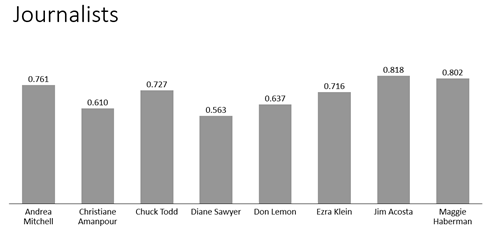 Journalists
0.761
0.610
0.727
0.563
0.637
0.716
0.818
0.802
Andrea
Mitchell
Christiane
Amanpour
Chuck Todd
Diane Sawyer
Don Lemon
Ezra Klein
Jim Acosta
Maggie
Haberman